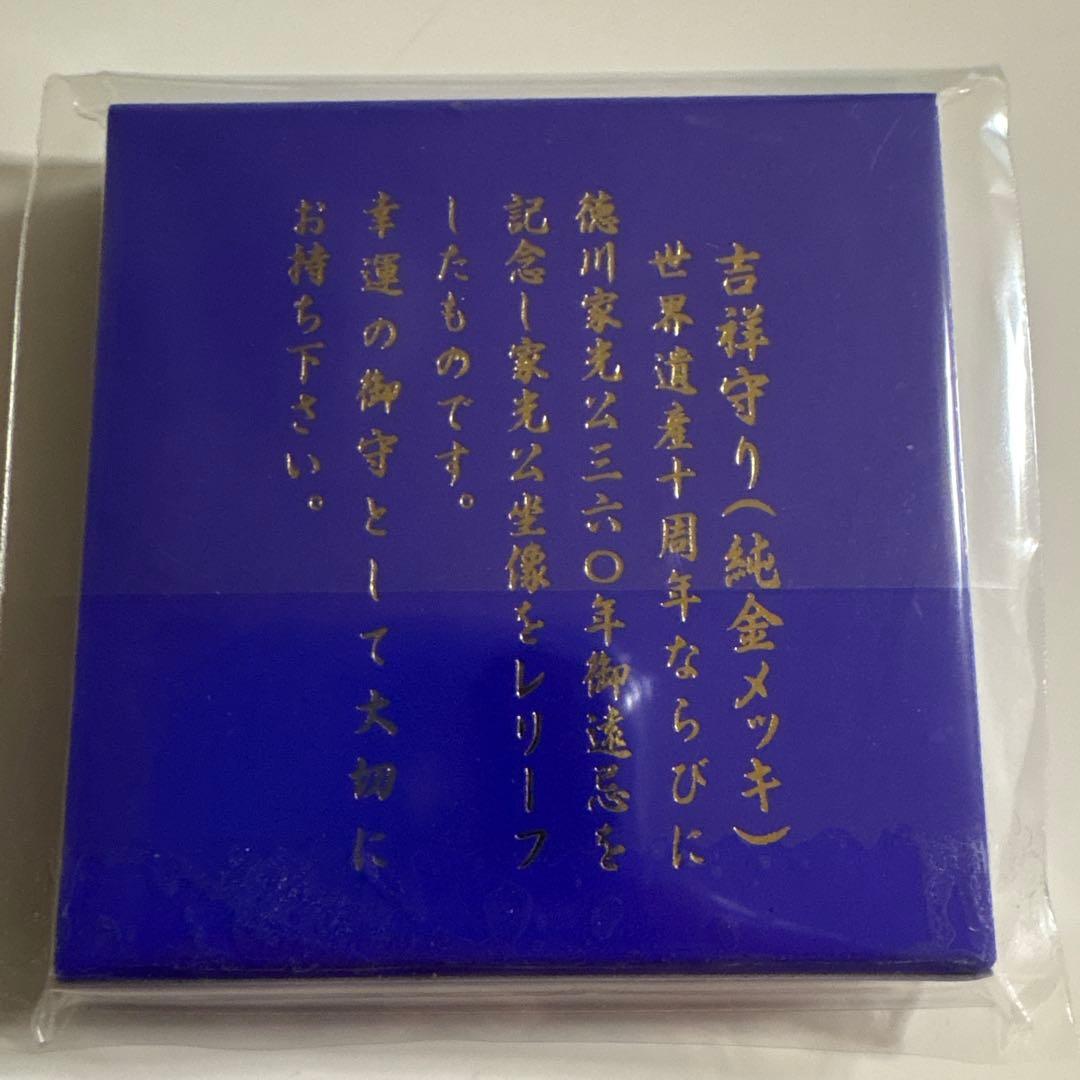 吉祥守り(純金メッキ)
世界遺産十周年ならびに
徳川家光公三六〇年御遠忌を
記念し家光公坐像をレリーフ
したものです。
幸運の御守として大切に
お持ち下さい。